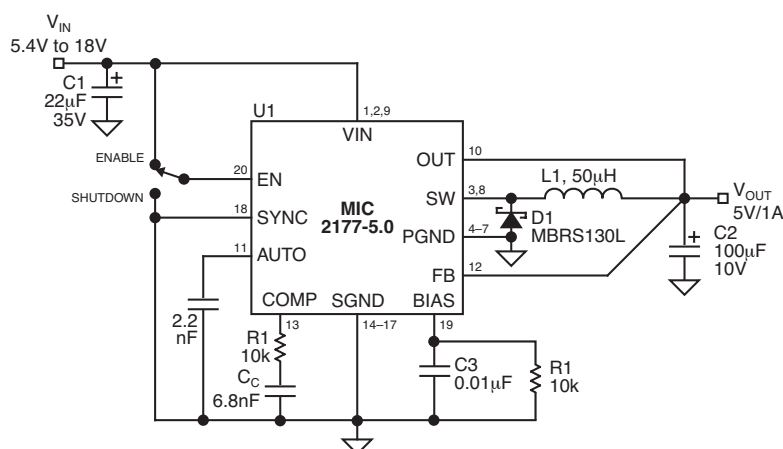 V_IN
5.4V to 18V
C1
22µF
35V
U1
1,2,9
VIN
ENABLE
20
EN
SHUTDOWN
18
SYNC
11
AUTO
MIC
2177-5.0
OUT
10
SW
3,8
L1, 50µH
PGND
4–7
D1
MBRS130L
FB
12
V_OUT
5V/1A
C2
100µF
10V
COMP
13
SGND
14–17
BIAS
19
2.2
nF
R1
10k
C_C
6.8nF
C3
0.01µF
R1
10k